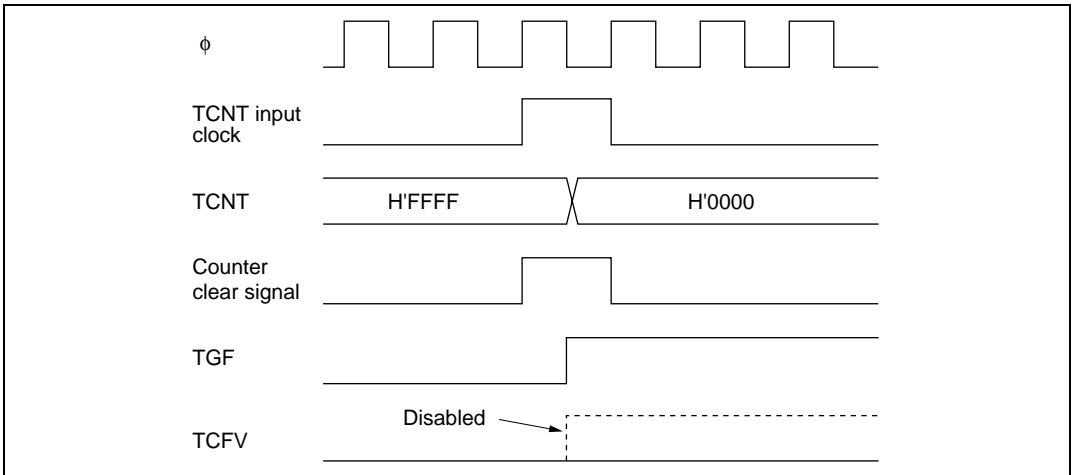 ϕ
TCNT input
clock
TCNT
H'FFFF
H'0000
Counter
clear signal
TGF
Disabled
TCFV